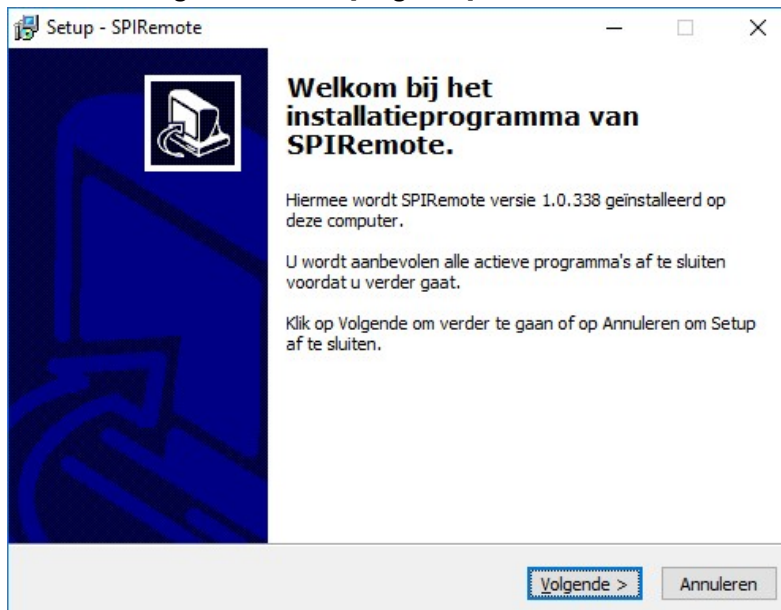 Setup - SPIRemote
Welkom bij het
installatieprogramma van
SPIRemote.
Hiermee wordt SPIRemote versie 1.0.338 geïnstalleerd op
deze computer.
U wordt aanbevolen alle actieve programma's af te sluiten
voordat u verder gaat.
Klik op Volgende om verder te gaan of op Annuleren om Setup
af te sluiten.
Volgende >
Annuleren